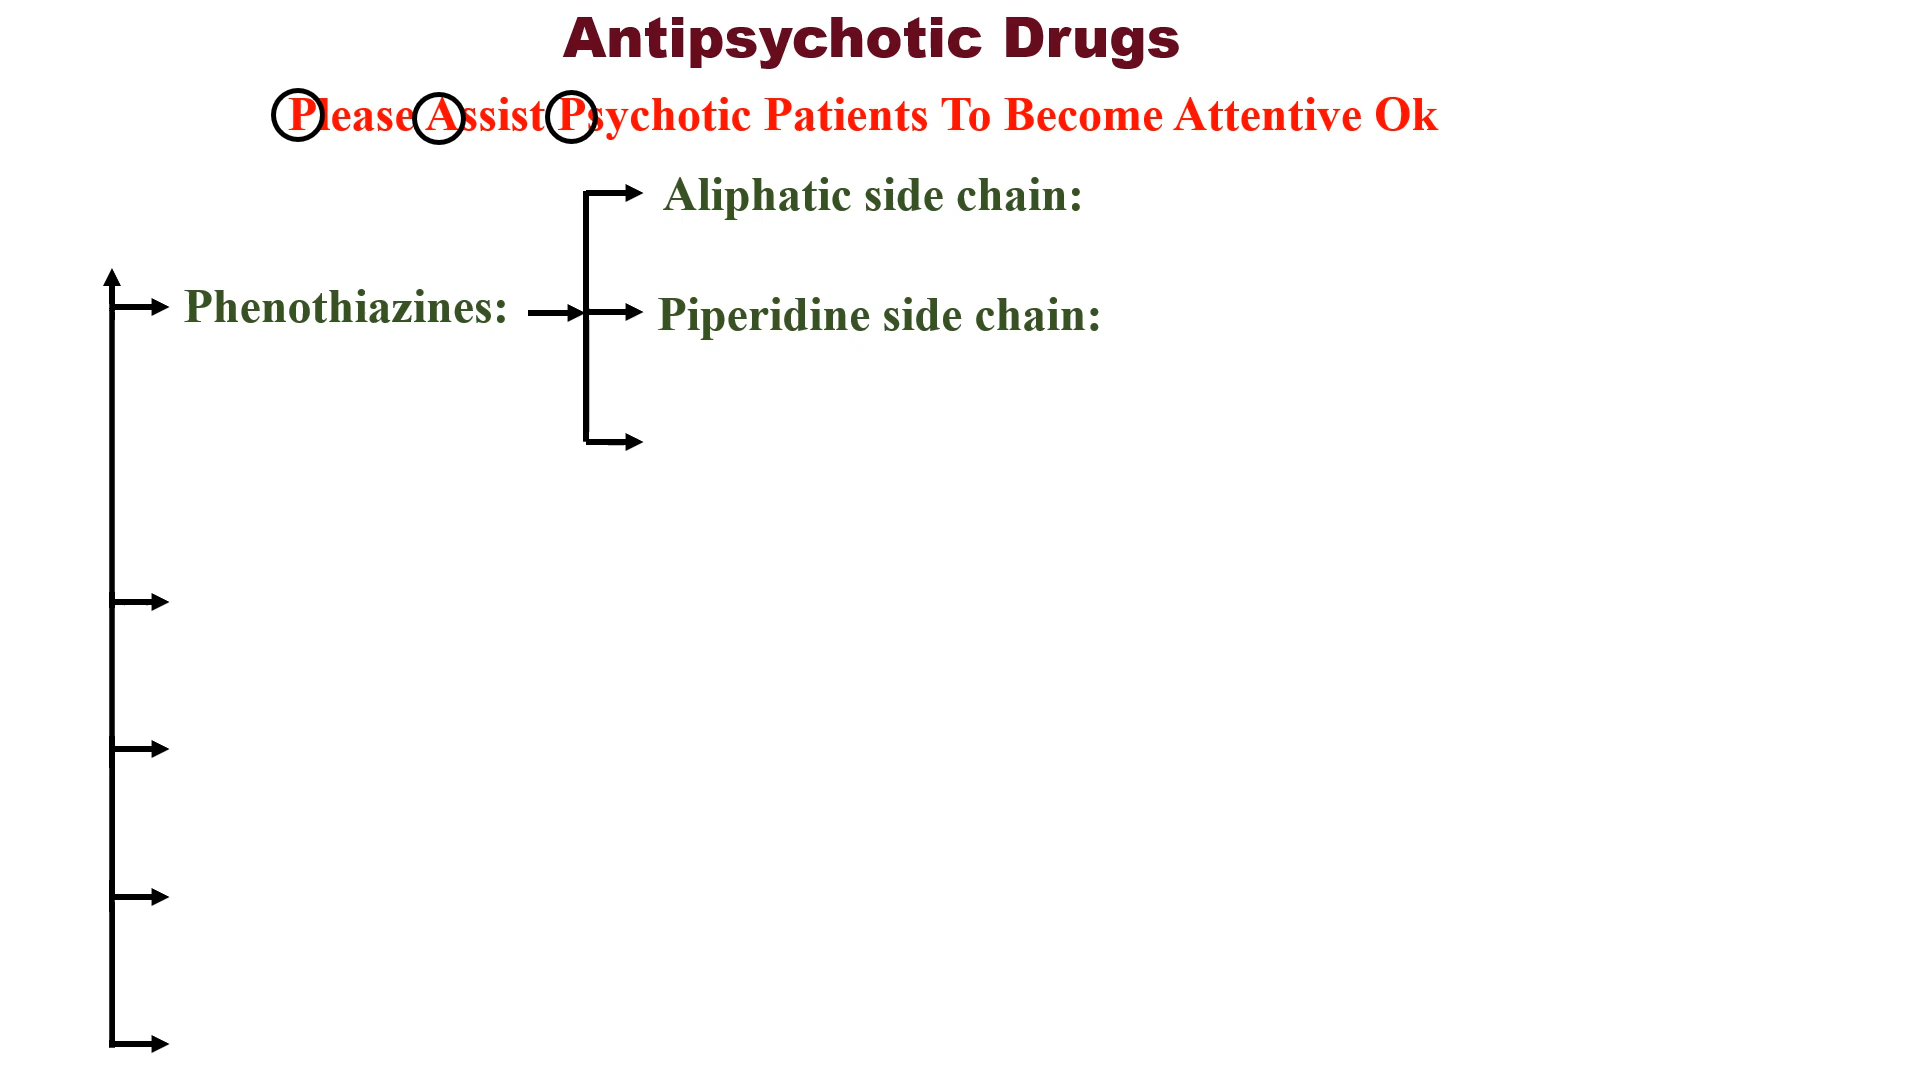 Antipsychotic Drugs
Please Assist Psychotic Patients To Become Attentive Ok
Aliphatic side chain:
Phenothiazines:
Piperidine side chain: